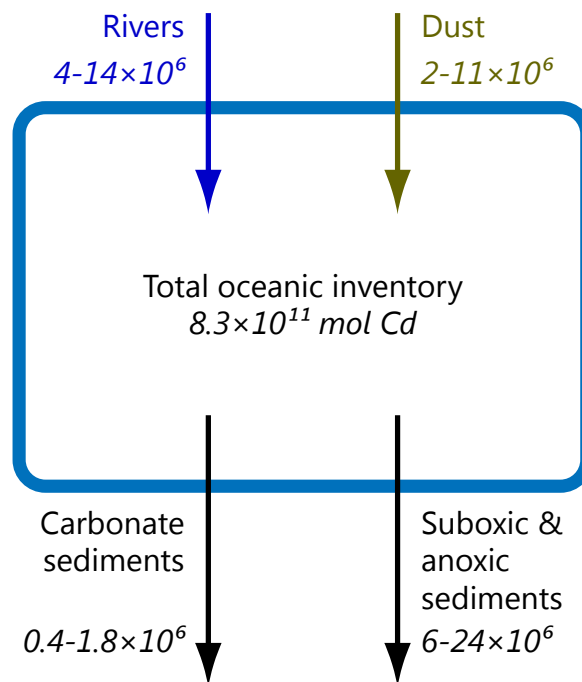 Rivers
4-14×10⁶
Dust
2-11×10⁶
Total oceanic inventory
8.3×10¹¹ mol Cd
Carbonate
sediments
0.4-1.8×10⁶
Suboxic &
anoxic
sediments
6-24×10⁶